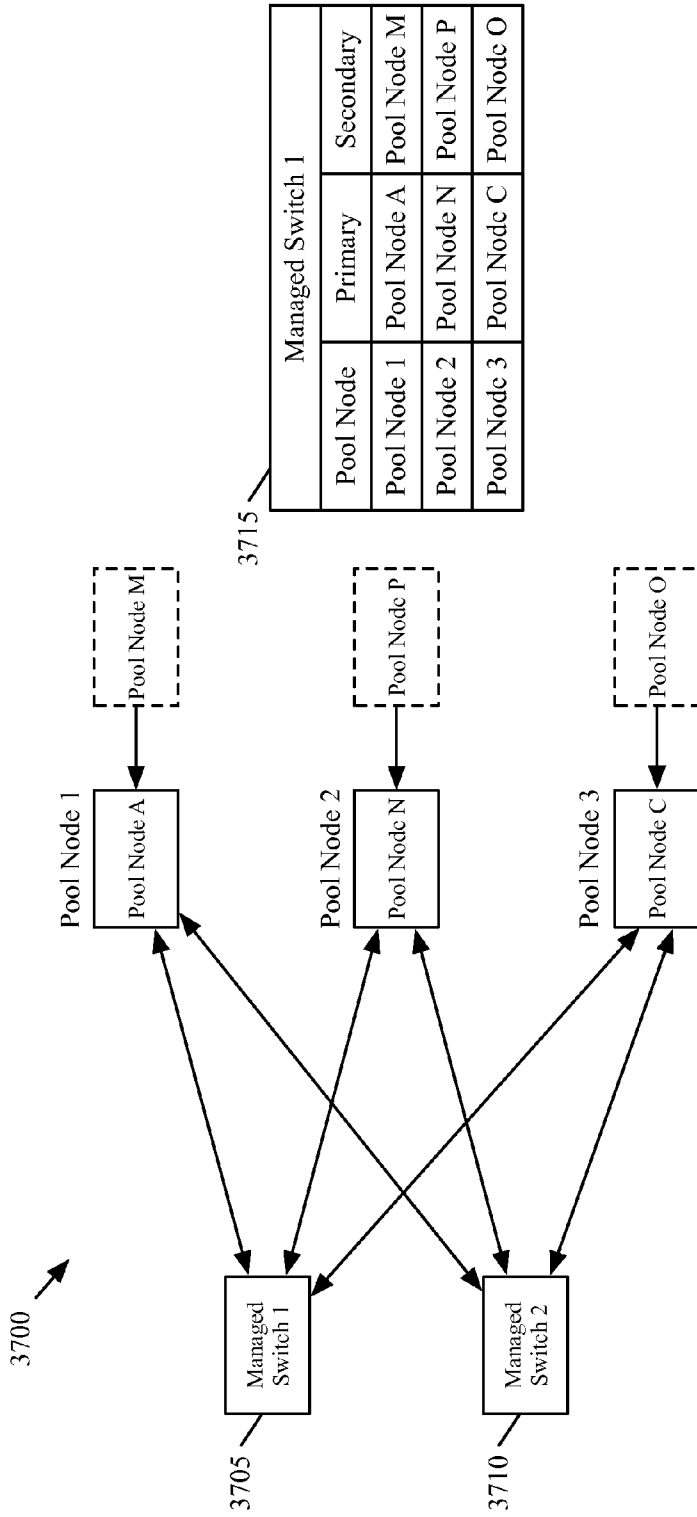 3700
3705
Managed
Switch 1
3710
Managed
Switch 2
Pool Node 1
Pool Node A
Pool Node M
Pool Node 2
Pool Node N
Pool Node P
Pool Node 3
Pool Node C
Pool Node O
3715
Managed Switch 1
Pool Node Primary Secondary
Pool Node 1 Pool Node A Pool Node M
Pool Node 2 Pool Node N Pool Node P
Pool Node 3 Pool Node C Pool Node O